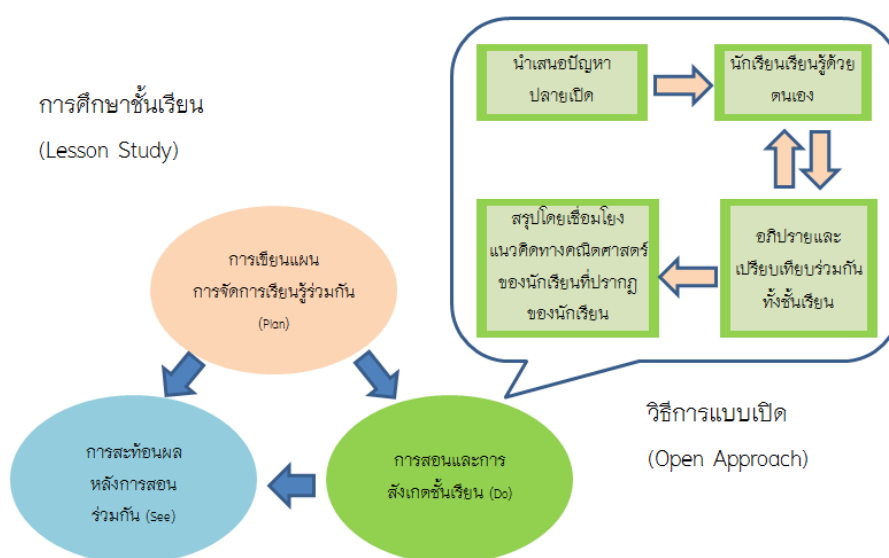 การศึกษาชั้นเรียน
(Lesson Study)
การเขียนแผน
การจัดการเรียนรู้ร่วมกัน
(Plan)
การสอนและการ
สังเกตชั้นเรียน (Do)
การสะท้อนผล
หลังการสอน
ร่วมกัน (See)
วิธีการแบบเปิด
(Open Approach)
นำเสนอปัญหา
ปลายเปิด
นักเรียนเรียนรู้ด้วย
ตนเอง
อภิปรายและ
เปรียบเทียบร่วมกัน
ทั้งชั้นเรียน
สรุปโดยเชื่อมโยง
แนวคิดทางคณิตศาสตร์
ของนักเรียนที่ปรากฏ
ของนักเรียน